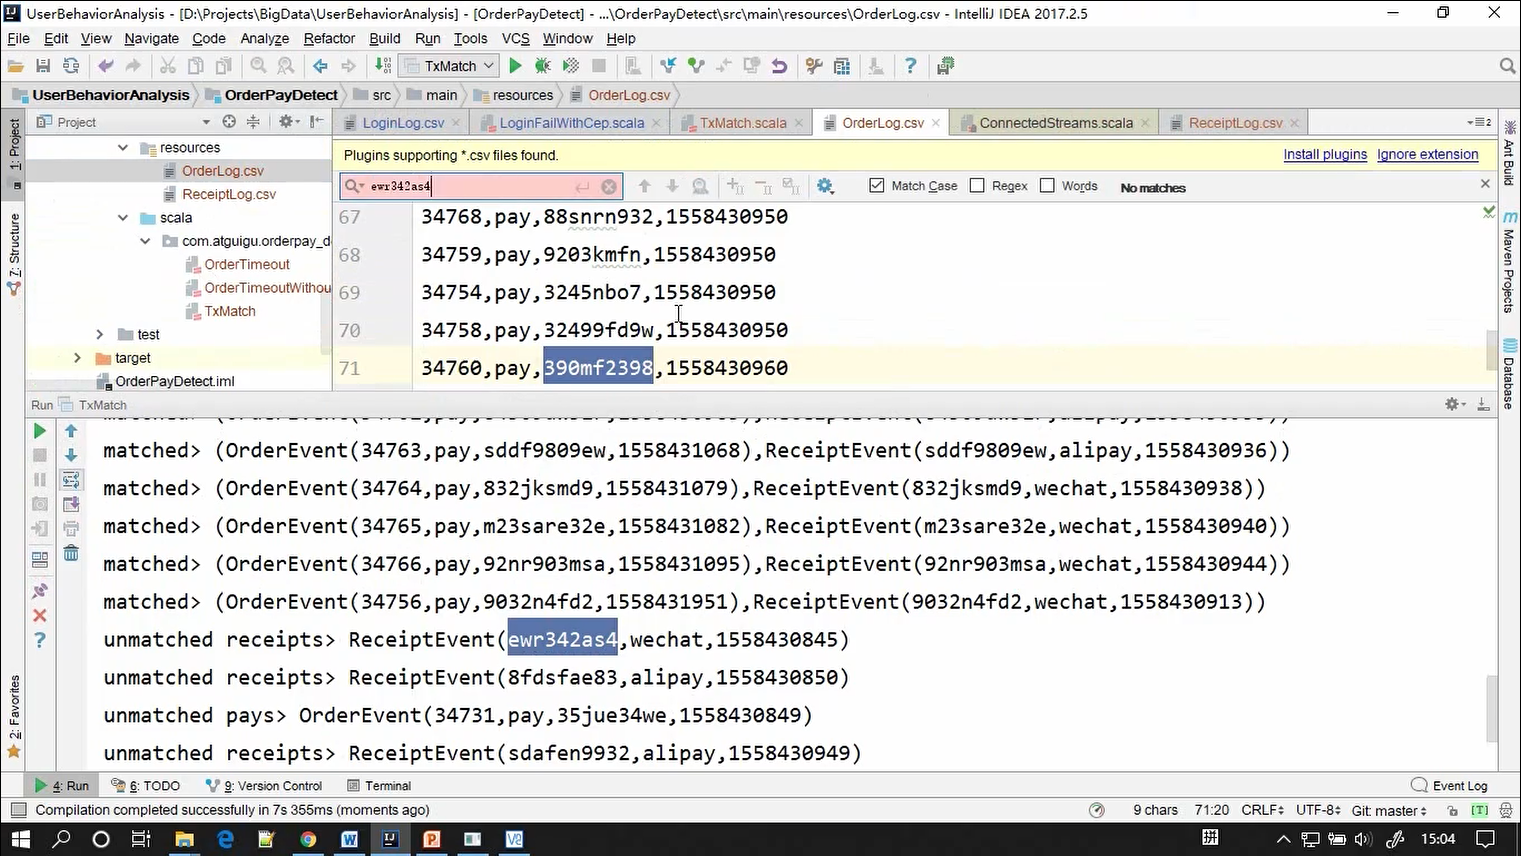 UserBehaviorAnalysis - [D:\Projects\BigData\UserBehaviorAnalysis] - [OrderPayDetect] - ...\OrderPayDetect\src\main\resources\OrderLog.csv - IntelliJ IDEA 2017.2.5
File Edit View Navigate Code Analyze Refactor Build Run Tools VCS Window Help
TxMatch
UserBehaviorAnalysis OrderPayDetect src main resources OrderLog.csv
1: Project
7: Structure
2: Favorites
Project
LoginLog.csv LoginFailWithCep.scala TxMatch.scala OrderLog.csv ConnectedStreams.scala ReceiptLog.csv
resources
OrderLog.csv
ReceiptLog.csv
scala
com.atguigu.orderpay_d
OrderTimeout
OrderTimeoutWithou
TxMatch
test
target
OrderPayDetect.iml
Plugins supporting *.csv files found. Install plugins Ignore extension
ewr342as4 Match Case Regex Words No matches
67 34768,pay,88snrn932,1558430950
68 34759,pay,9203kmfn,1558430950
69 34754,pay,3245nbo7,1558430950
70 34758,pay,32499fd9w,1558430950
71 34760,pay,390mf2398,1558430960
Ant Build
Maven Projects
Database
Run TxMatch
matched> (OrderEvent(34763,pay,sddf9809ew,1558431068),ReceiptEvent(sddf9809ew,alipay,1558430936))
matched> (OrderEvent(34764,pay,832jksmd9,1558431079),ReceiptEvent(832jksmd9,wechat,1558430938))
matched> (OrderEvent(34765,pay,m23sare32e,1558431082),ReceiptEvent(m23sare32e,wechat,1558430940))
matched> (OrderEvent(34766,pay,92nr903msa,1558431095),ReceiptEvent(92nr903msa,wechat,1558430944))
matched> (OrderEvent(34756,pay,9032n4fd2,1558431951),ReceiptEvent(9032n4fd2,wechat,1558430913))
unmatched receipts> ReceiptEvent(ewr342as4,wechat,1558430845)
unmatched receipts> ReceiptEvent(8fdsfae83,alipay,1558430850)
unmatched pays> OrderEvent(34731,pay,35jue34we,1558430849)
unmatched receipts> ReceiptEvent(sdafen9932,alipay,1558430949)
4: Run 6: TODO 9: Version Control Terminal Event Log
Compilation completed successfully in 7s 355ms (moments ago) 9 chars 71:20 CRLF÷ UTF-8÷ Git: master÷ [T]
拼 15:04